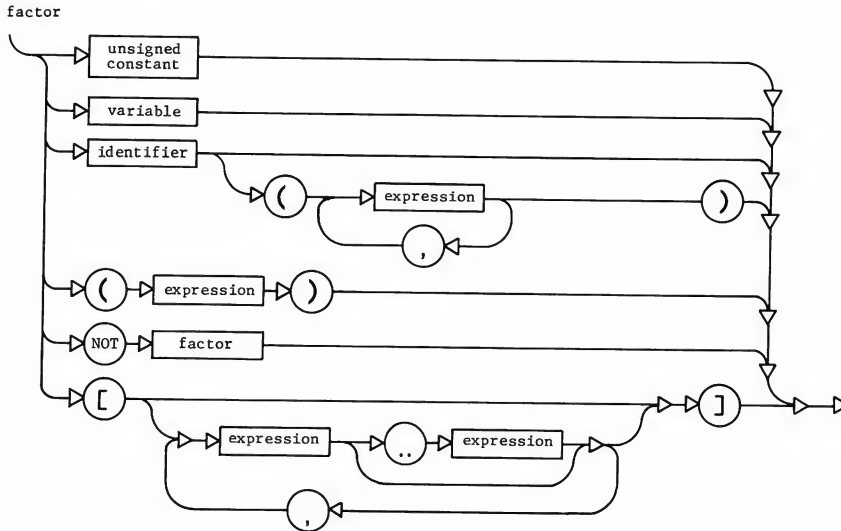 factor
unsigned
constant
variable
identifier
( expression )
,
( expression )
NOT factor
[ ]
expression .. expression
,